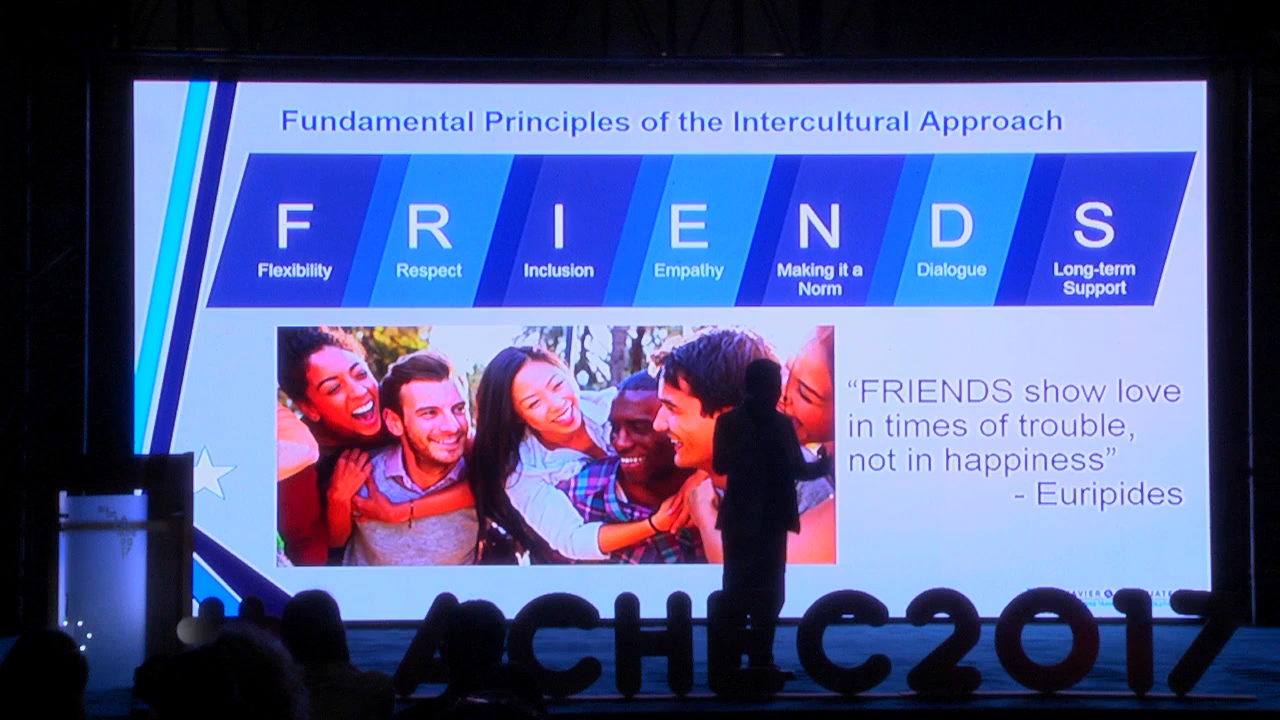 Fundamental Principles of the Intercultural Approach
F R I E N D S
Flexibility Respect Inclusion Empathy Making it a Norm Dialogue Long-term Support
“FRIENDS show love
in times of trouble,
not in happiness”
- Euripides
ACHEC2017